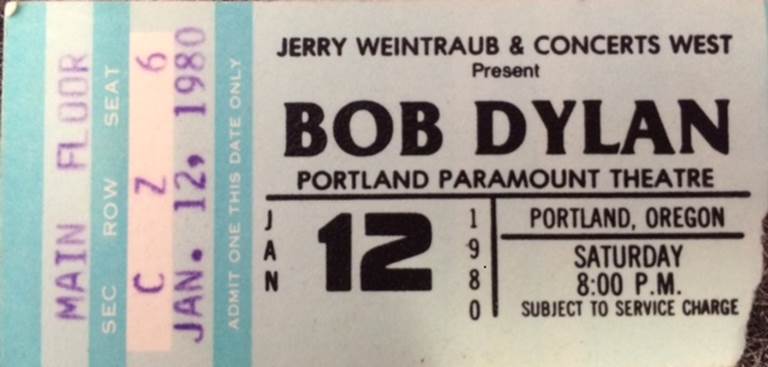 MAIN FLOOR
SEC ROW SEAT
C Z 6
JAN. 12, 1980
ADMIT ONE THIS DATE ONLY
JERRY WEINTRAUB & CONCERTS WEST
Present
BOB DYLAN
PORTLAND PARAMOUNT THEATRE
JAN 12 1980
PORTLAND, OREGON
SATURDAY
8:00 P.M.
SUBJECT TO SERVICE CHARGE